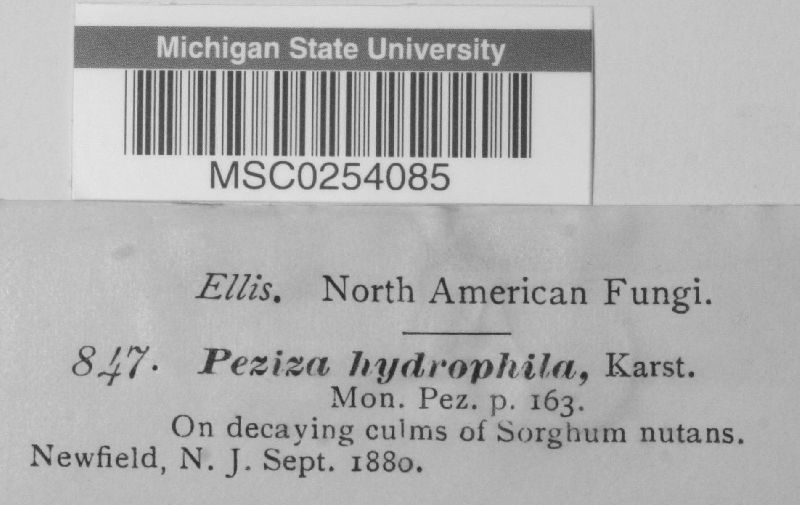 Michigan State University
MSC0254085
Ellis. North American Fungi.
847. Peziza hydrophila, Karst.
Mon. Pez. p. 163.
On decaying culms of Sorghum nutans.
Newfield, N. J. Sept. 1880.